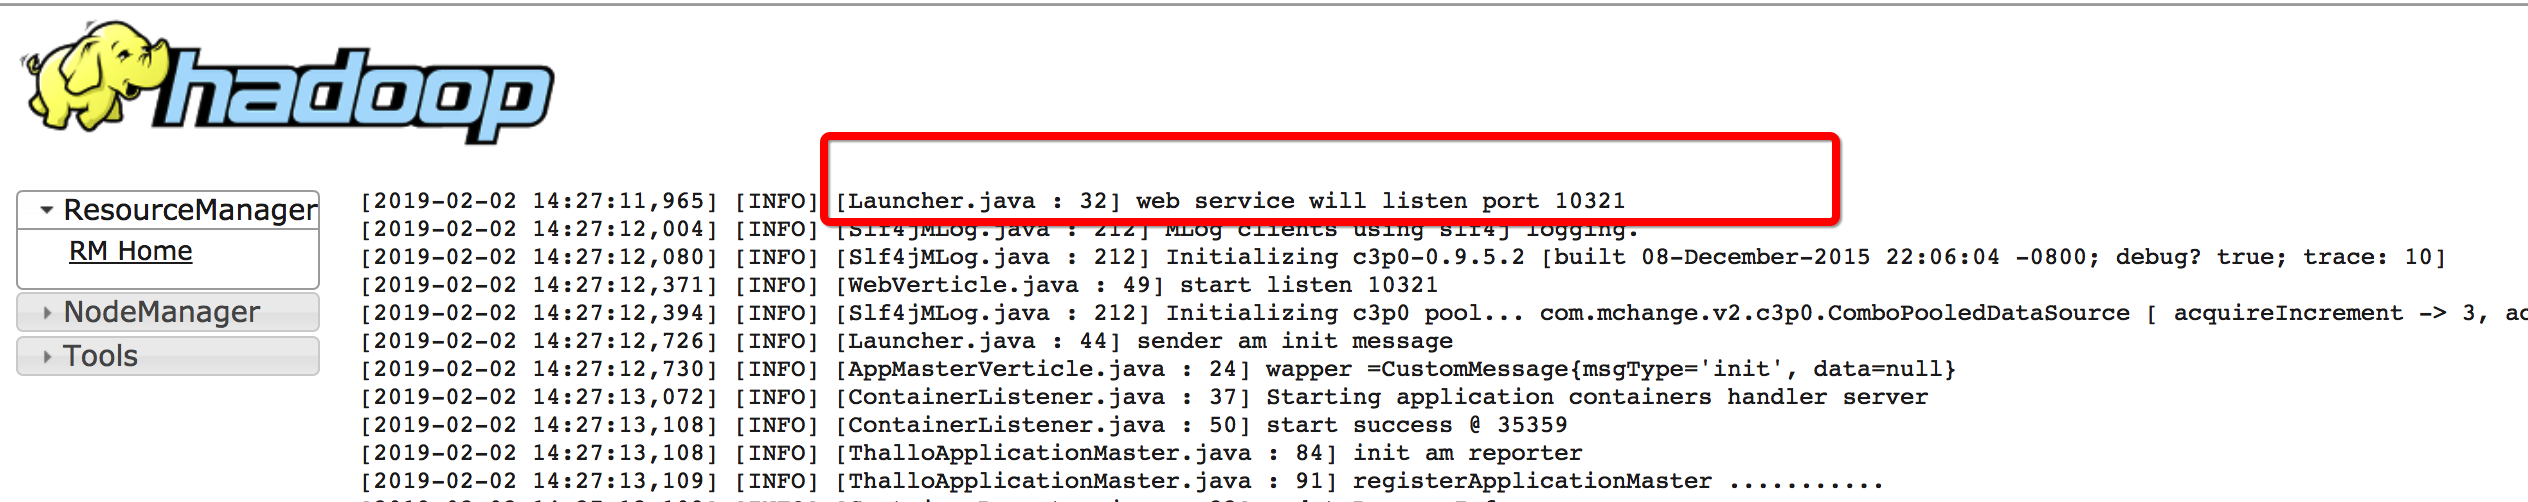 hadoop
ResourceManager
RM Home
NodeManager
Tools
[2019-02-02 14:27:11,965] [INFO] [Launcher.java : 32] web service will listen port 10321
[2019-02-02 14:27:12,004] [INFO] [Slf4jMLog.java : 212] MLog clients using slf4j logging.
[2019-02-02 14:27:12,080] [INFO] [Slf4jMLog.java : 212] Initializing c3p0-0.9.5.2 [built 08-December-2015 22:06:04 -0800; debug? true; trace: 10]
[2019-02-02 14:27:12,371] [INFO] [WebVerticle.java : 49] start listen 10321
[2019-02-02 14:27:12,394] [INFO] [Slf4jMLog.java : 212] Initializing c3p0 pool... com.mchange.v2.c3p0.ComboPooledDataSource [ acquireIncrement -> 3, ac
[2019-02-02 14:27:12,726] [INFO] [Launcher.java : 44] sender am init message
[2019-02-02 14:27:12,730] [INFO] [AppMasterVerticle.java : 24] wapper =CustomMessage{msgType='init', data=null}
[2019-02-02 14:27:13,072] [INFO] [ContainerListener.java : 37] Starting application containers handler server
[2019-02-02 14:27:13,108] [INFO] [ContainerListener.java : 50] start success @ 35359
[2019-02-02 14:27:13,108] [INFO] [ThalloApplicationMaster.java : 84] init am reporter
[2019-02-02 14:27:13,109] [INFO] [ThalloApplicationMaster.java : 91] registerApplicationMaster ...........